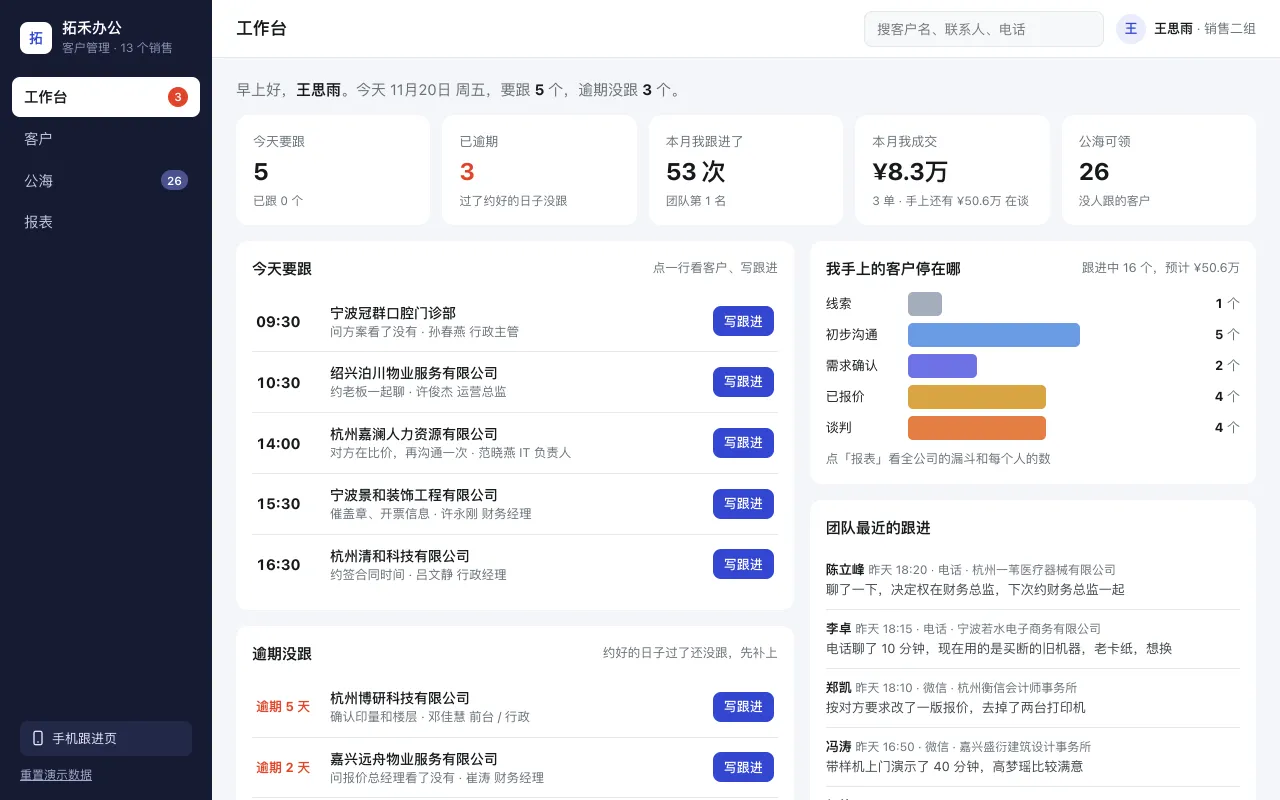 拓
拓禾办公
客户管理 · 13 个销售
工作台 3
客户
公海 26
报表
手机跟进页
重置演示数据
工作台
搜客户名、联系人、电话
王 王思雨 · 销售二组
早上好，王思雨。今天 11月20日 周五，要跟 5 个，逾期没跟 3 个。
今天要跟
5
已跟 0 个
已逾期
3
过了约好的日子没跟
本月我跟进了
53 次
团队第 1 名
本月我成交
¥8.3万
3 单 · 手上还有 ¥50.6万 在谈
公海可领
26
没人跟的客户
今天要跟 点一行看客户、写跟进
09:30 宁波冠群口腔门诊部 写跟进
问方案看了没有 · 孙春燕 行政主管
10:30 绍兴泊川物业服务有限公司 写跟进
约老板一起聊 · 许俊杰 运营总监
14:00 杭州嘉澜人力资源有限公司 写跟进
对方在比价，再沟通一次 · 范晓燕 IT 负责人
15:30 宁波景和装饰工程有限公司 写跟进
催盖章、开票信息 · 许永刚 财务经理
16:30 杭州清和科技有限公司 写跟进
约签合同时间 · 吕文静 行政经理
逾期没跟 约好的日子过了还没跟，先补上
逾期 5 天 杭州博研科技有限公司 写跟进
确认印量和楼层 · 邓佳慧 前台 / 行政
逾期 2 天 嘉兴远舟物业服务有限公司 写跟进
问报价总经理看了没有 · 崔涛 财务经理
我手上的客户停在哪 跟进中 16 个，预计 ¥50.6万
线索 1 个
初步沟通 5 个
需求确认 2 个
已报价 4 个
谈判 4 个
点「报表」看全公司的漏斗和每个人的数
团队最近的跟进
陈立峰 昨天 18:20 · 电话 · 杭州一苇医疗器械有限公司
聊了一下，决定权在财务总监，下次约财务总监一起
李卓 昨天 18:15 · 电话 · 宁波若水电子商务有限公司
电话聊了 10 分钟，现在用的是买断的旧机器，老卡纸，想换
郑凯 昨天 18:10 · 微信 · 杭州衡信会计师事务所
按对方要求改了一版报价，去掉了两台打印机
冯涛 昨天 16:50 · 微信 · 嘉兴盛衍建筑设计事务所
带样机上门演示了 40 分钟，高梦瑶比较满意